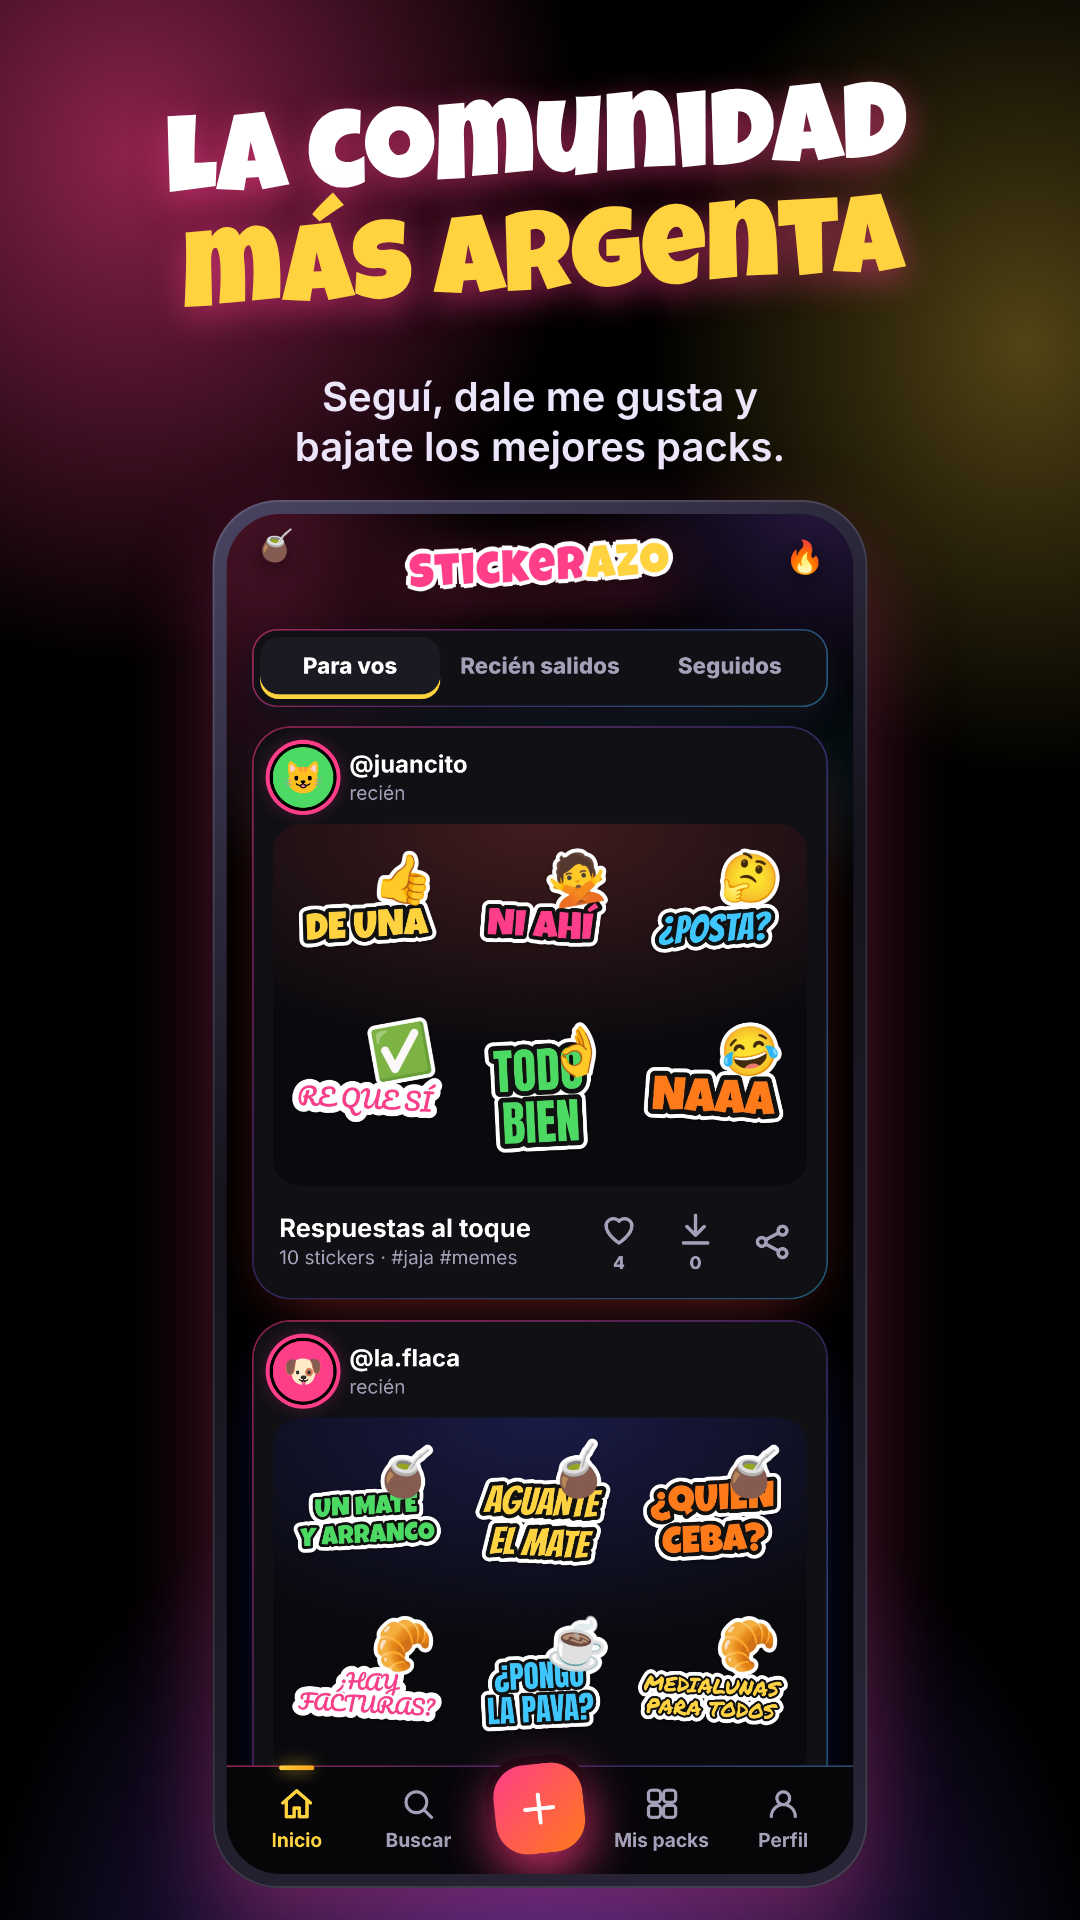 LA COMUNIDAD
MÁS ARGENTA
Seguí, dale me gusta y
bajate los mejores packs.
STICKERAZO
Para vos
Recién salidos
Seguidos
@juancito
recién
DE UNA
NI AHÍ
¿POSTA?
RE QUE SÍ
TODO
BIEN
NAAA
Respuestas al toque
10 stickers · #jaja #memes
4
0
@la.flaca
recién
UN MATE
Y ARRANCO
AGUANTE
EL MATE
¿QUIÉN
CEBA?
¿HAY
FACTURAS?
¿PONGO
LA PAVA?
MEDIALUNAS
PARA TODOS
Inicio
Buscar
Mis packs
Perfil